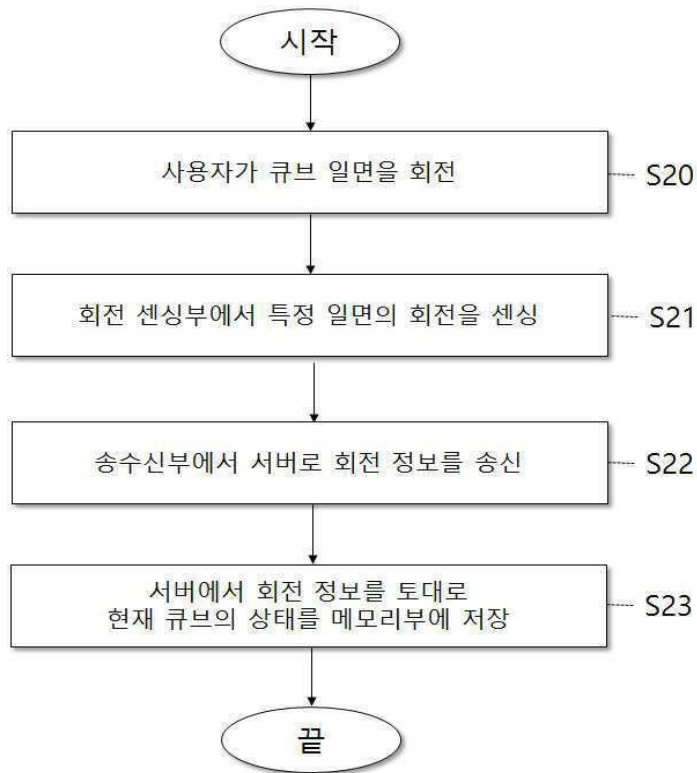 시작
사용자가 큐브 일면을 회전
S20
회전 센싱부에서 특정 일면의 회전을 센싱
S21
송수신부에서 서버로 회전 정보를 송신
S22
서버에서 회전 정보를 토대로
현재 큐브의 상태를 메모리부에 저장
S23
끝